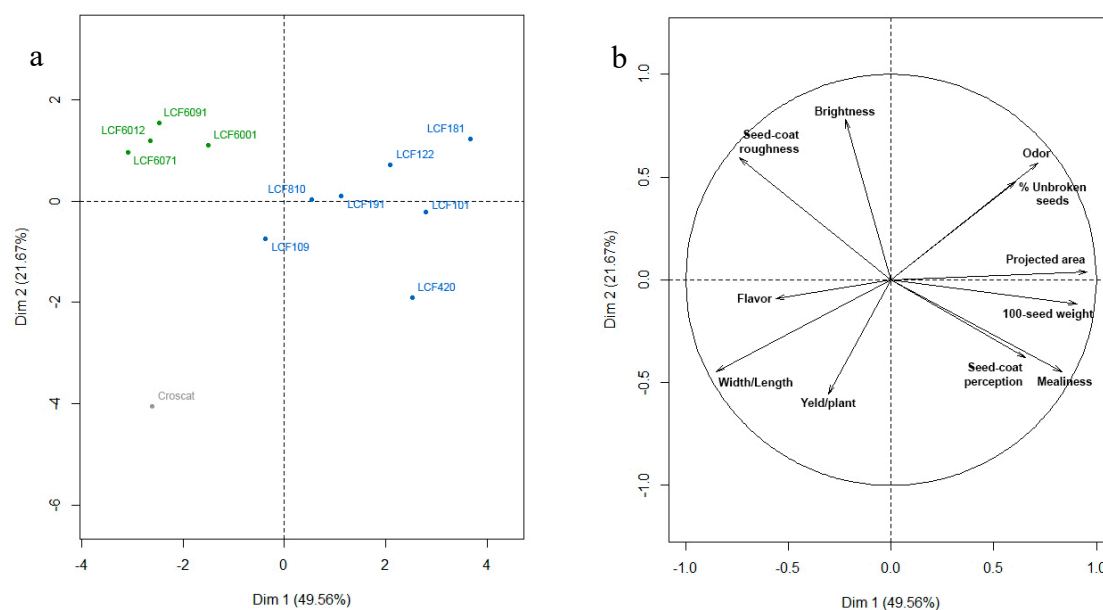 a
2
0
-2
-4
-6
-4
-2
0
2
4
Dim 2 (21.67%)
Dim 1 (49.56%)
LCF6091
LCF6012
LCF6001
LCF6071
LCF181
LCF122
LCF810
LCF191
LCF101
LCF109
LCF420
Croscat
b
1.0
0.5
0.0
-0.5
-1.0
-1.0
-0.5
0.0
0.5
1.0
Dim 2 (21.67%)
Dim 1 (49.56%)
Brightness
Seed-coat
roughness
Odor
% Unbroken
seeds
Projected area
100-seed weight
Flavor
Seed-coat
perception
Mealiness
Width/Length
Yeld/plant